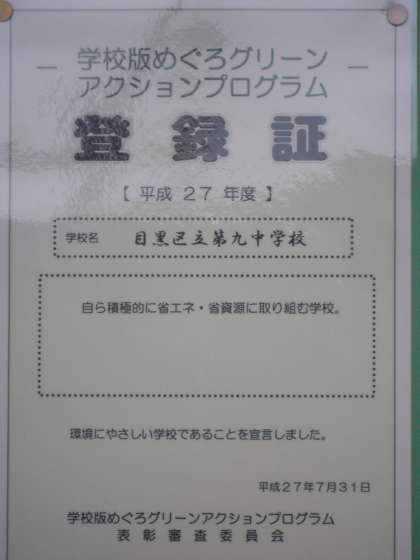 学校版めぐろグリーン
アクションプログラム
登録証
【 平成 27 年度 】
学校名 目黒区立第九中学校
自ら積極的に省エネ・省資源に取り組む学校。
環境にやさしい学校であることを宣言しました。
平成27年7月31日
学校版めぐろグリーンアクションプログラム
表彰審査委員会